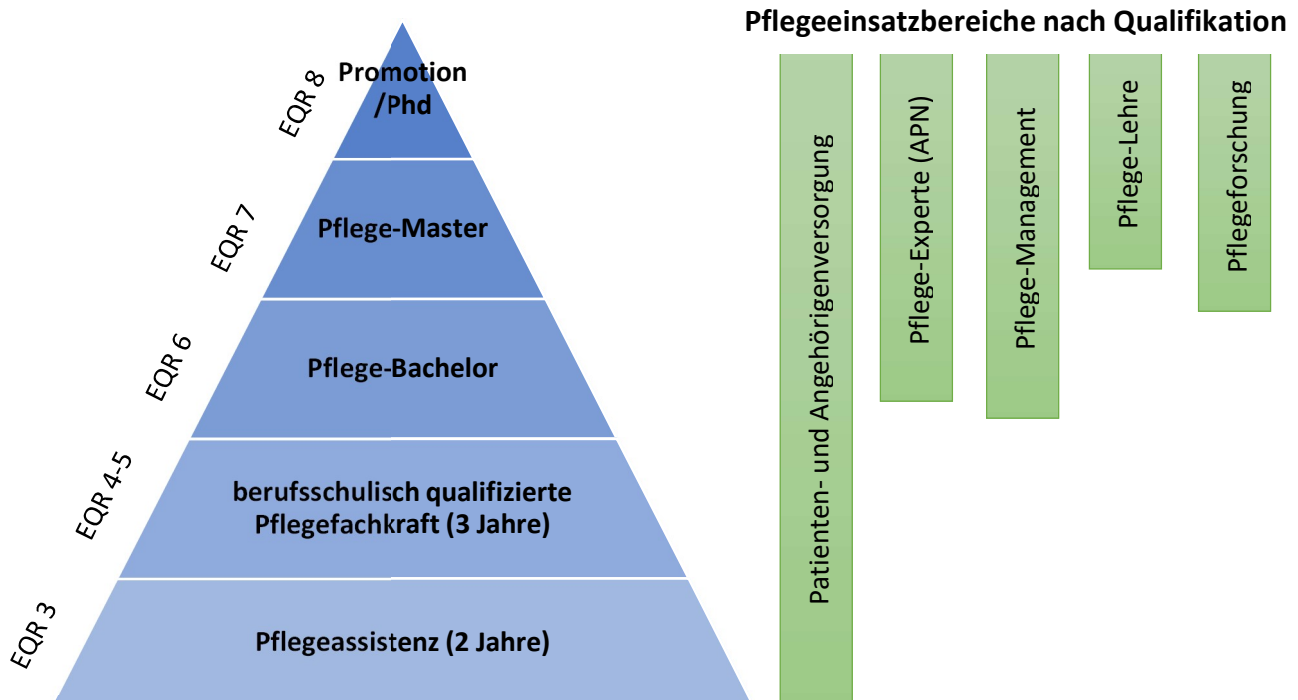 Pflegeeinsatzbereiche nach Qualifikation
EQR 8
Promotion
/Phd
EQR 7
Pflege-Master
EQR 6
Pflege-Bachelor
EQR 4-5
berufsschulisch qualifizierte
Pflegefachkraft (3 Jahre)
EQR 3
Pflegeassistenz (2 Jahre)
Patienten- und Angehörigenversorgung
Pflege-Experte (APN)
Pflege-Management
Pflege-Lehre
Pflegeforschung